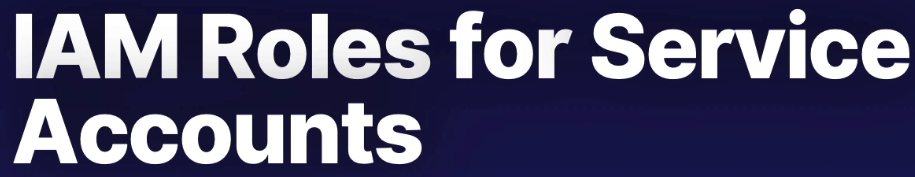 IAM Roles for Service
Accounts